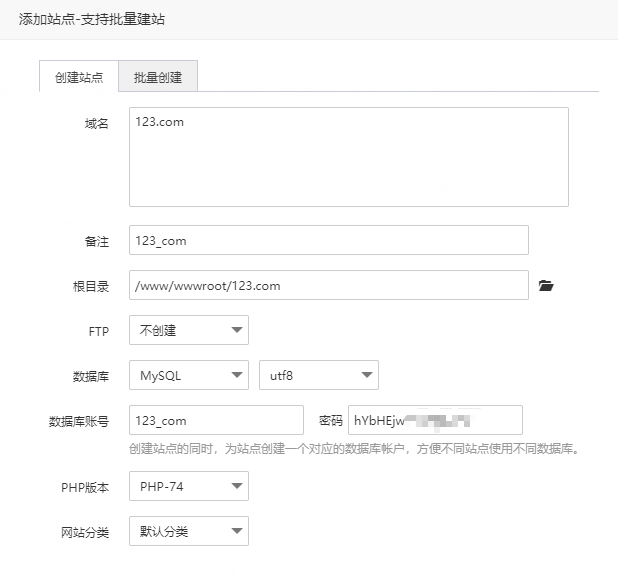 添加站点-支持批量建站
创建站点 批量创建
域名 123.com
备注 123_com
根目录 /www/wwwroot/123.com
FTP 不创建
数据库 MySQL utf8
数据库账号 123_com 密码 hYbHEjw
创建站点的同时，为站点创建一个对应的数据库帐户，方便不同站点使用不同数据库。
PHP版本 PHP-74
网站分类 默认分类